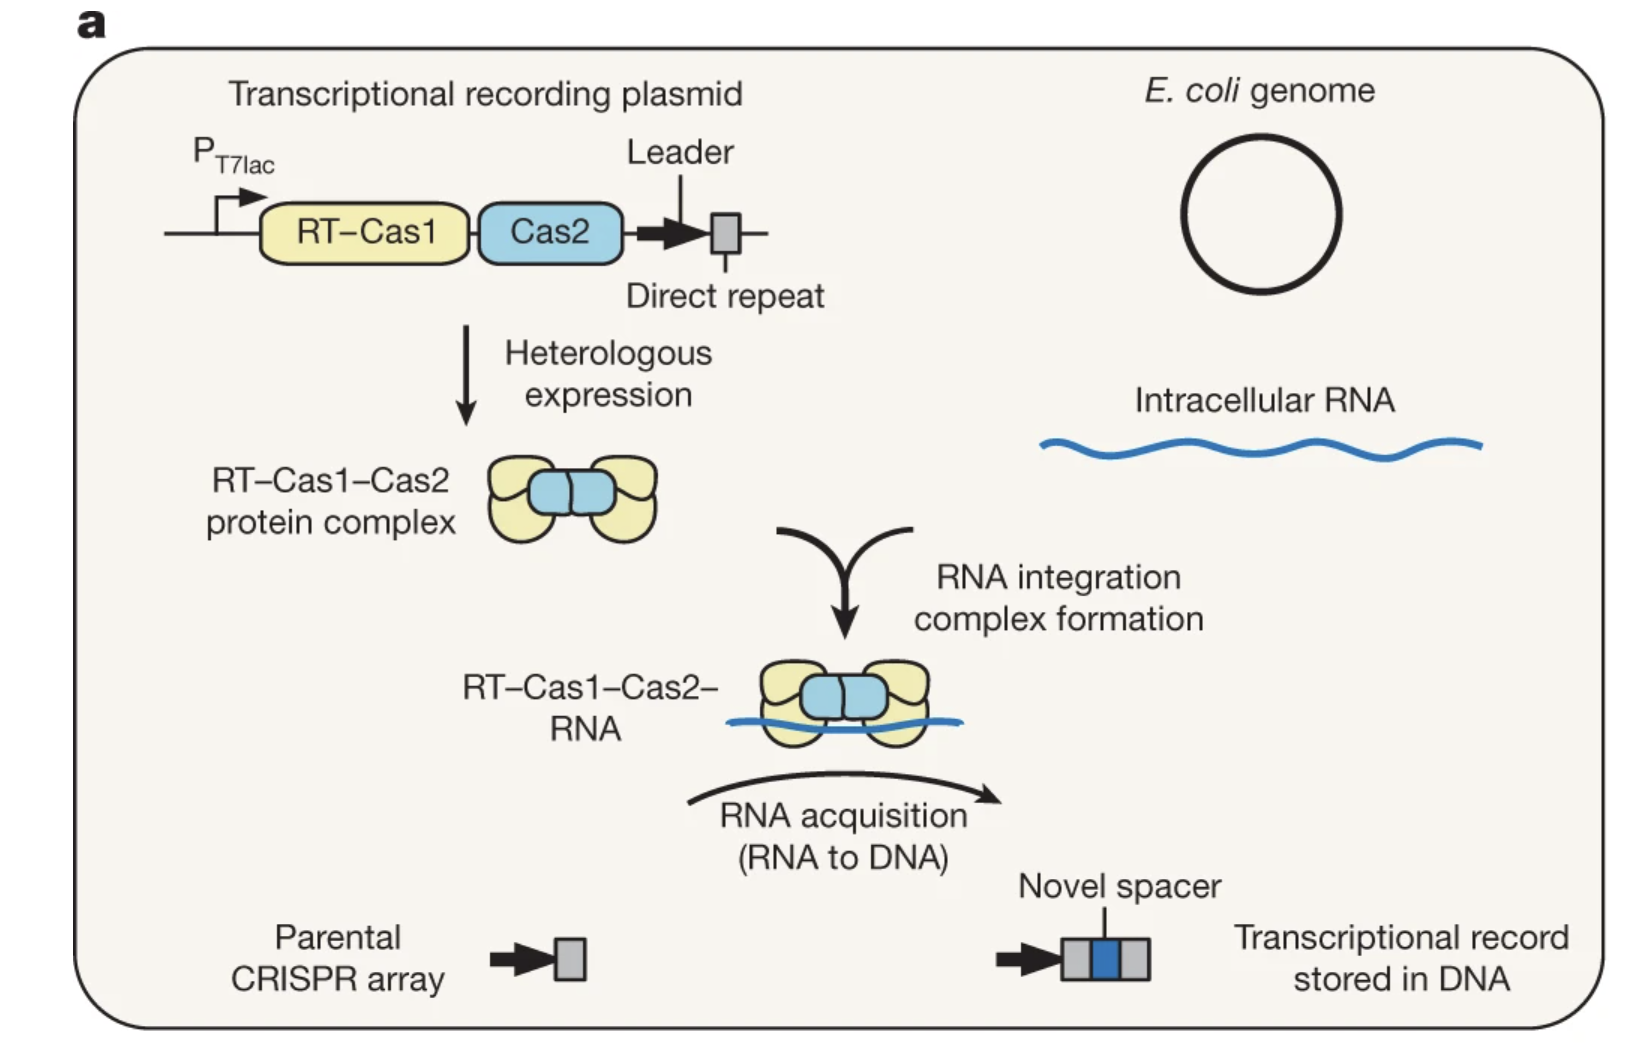 a
Transcriptional recording plasmid
E. coli genome
PT7lac
Leader
RT–Cas1
Cas2
Direct repeat
Heterologous
expression
Intracellular RNA
RT–Cas1–Cas2
protein complex
RNA integration
complex formation
RT–Cas1–Cas2–
RNA
RNA acquisition
(RNA to DNA)
Novel spacer
Parental
CRISPR array
Transcriptional record
stored in DNA